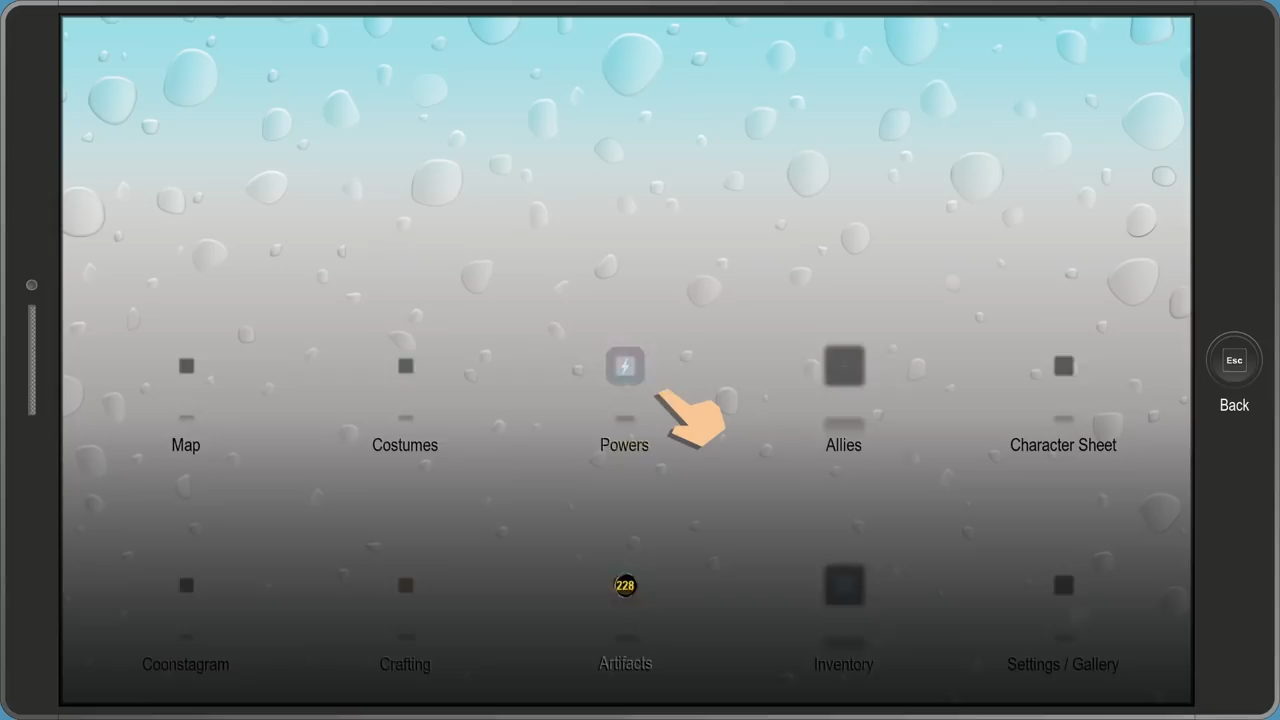 Esc
Back
Map
Costumes
Powers
Allies
Character Sheet
228
Coonstagram
Crafting
Artifacts
Inventory
Settings / Gallery